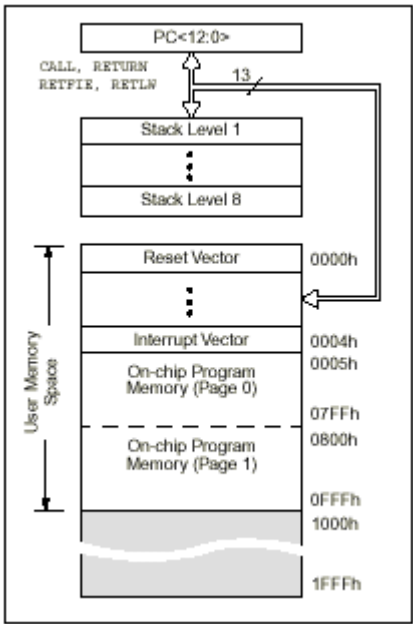 PC<12:0>
CALL, RETURN
RETFIE, RETLW
13
Stack Level 1
Stack Level 8
Reset Vector
0000h
Interrupt Vector
0004h
0005h
On-chip Program
Memory (Page 0)
07FFh
0800h
On-chip Program
Memory (Page 1)
0FFFh
1000h
1FFFh
User Memory
Space